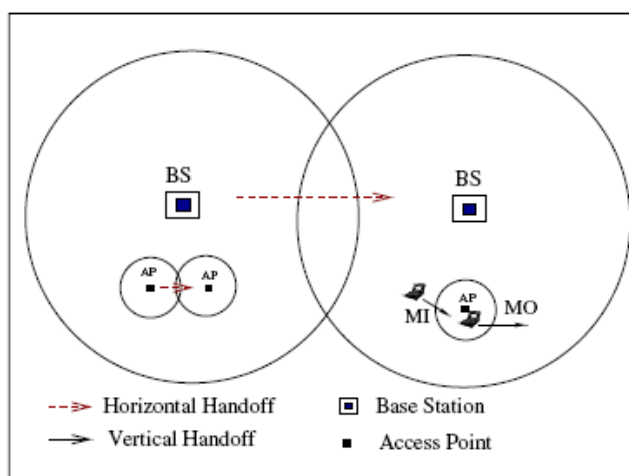 BS
BS
AP
AP
AP
MI
MO
Horizontal Handoff
Base Station
Vertical Handoff
Access Point